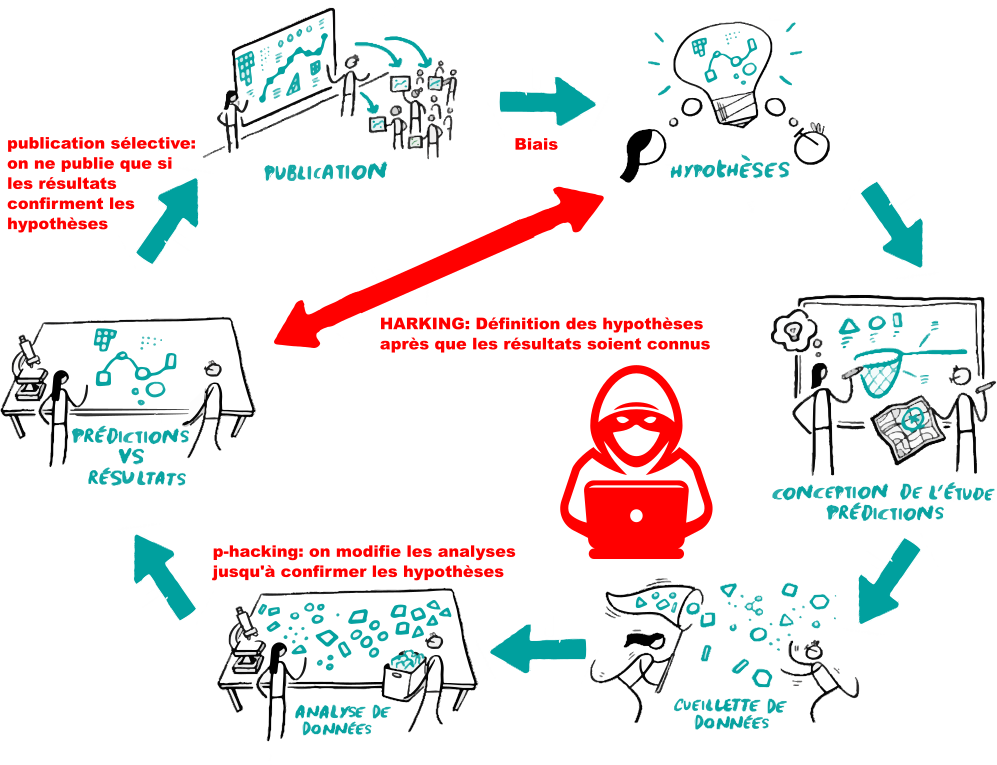 publication sélective:
on ne publie que si
les résultats
confirment les
hypothèses
PUBLICATION
Biais
HYPOTHÈSES
HARKING: Définition des hypothèses
après que les résultats soient connus
PRÉDICTIONS
VS
RÉSULTATS
CONCEPTION DE L'ÉTUDE
PRÉDICTIONS
p-hacking: on modifie les analyses
jusqu'à confirmer les hypothèses
ANALYSE DE
DONNÉES
CUEILLETTE DE
DONNÉES